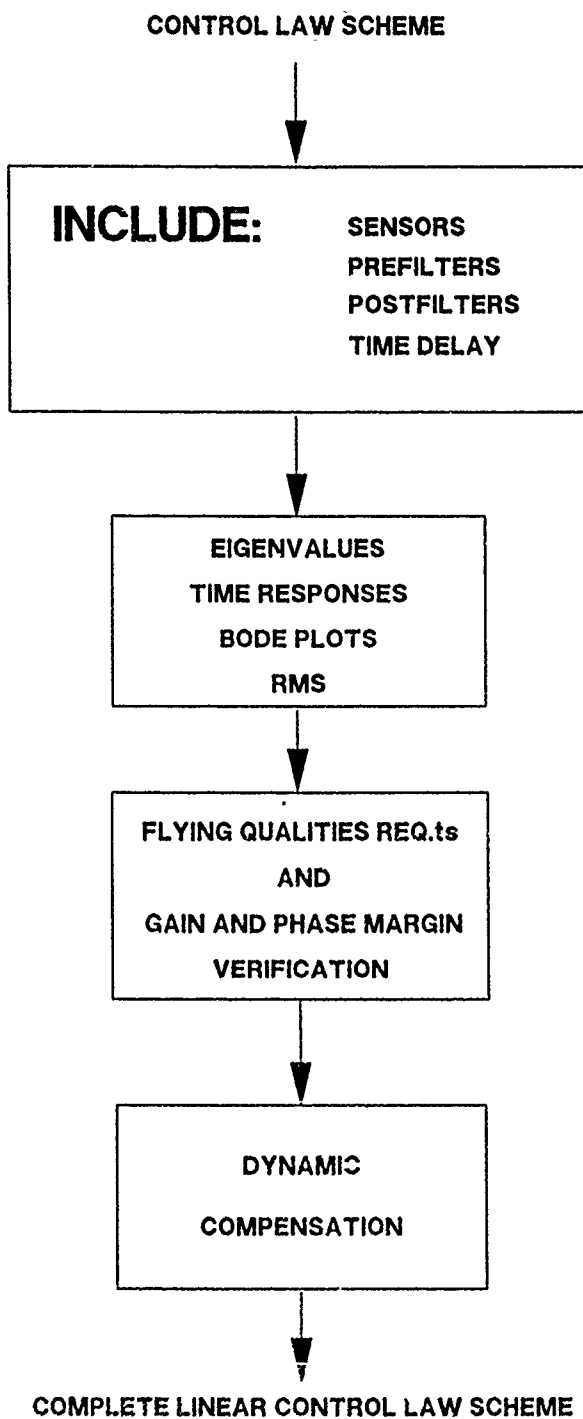 CONTROL LAW SCHEME
INCLUDE: SENSORS
PREFILTERS
POSTFILTERS
TIME DELAY
EIGENVALUES
TIME RESPONSES
BODE PLOTS
RMS
FLYING QUALITIES REQ.ts
AND
GAIN AND PHASE MARGIN
VERIFICATION
DYNAMIC
COMPENSATION
COMPLETE LINEAR CONTROL LAW SCHEME